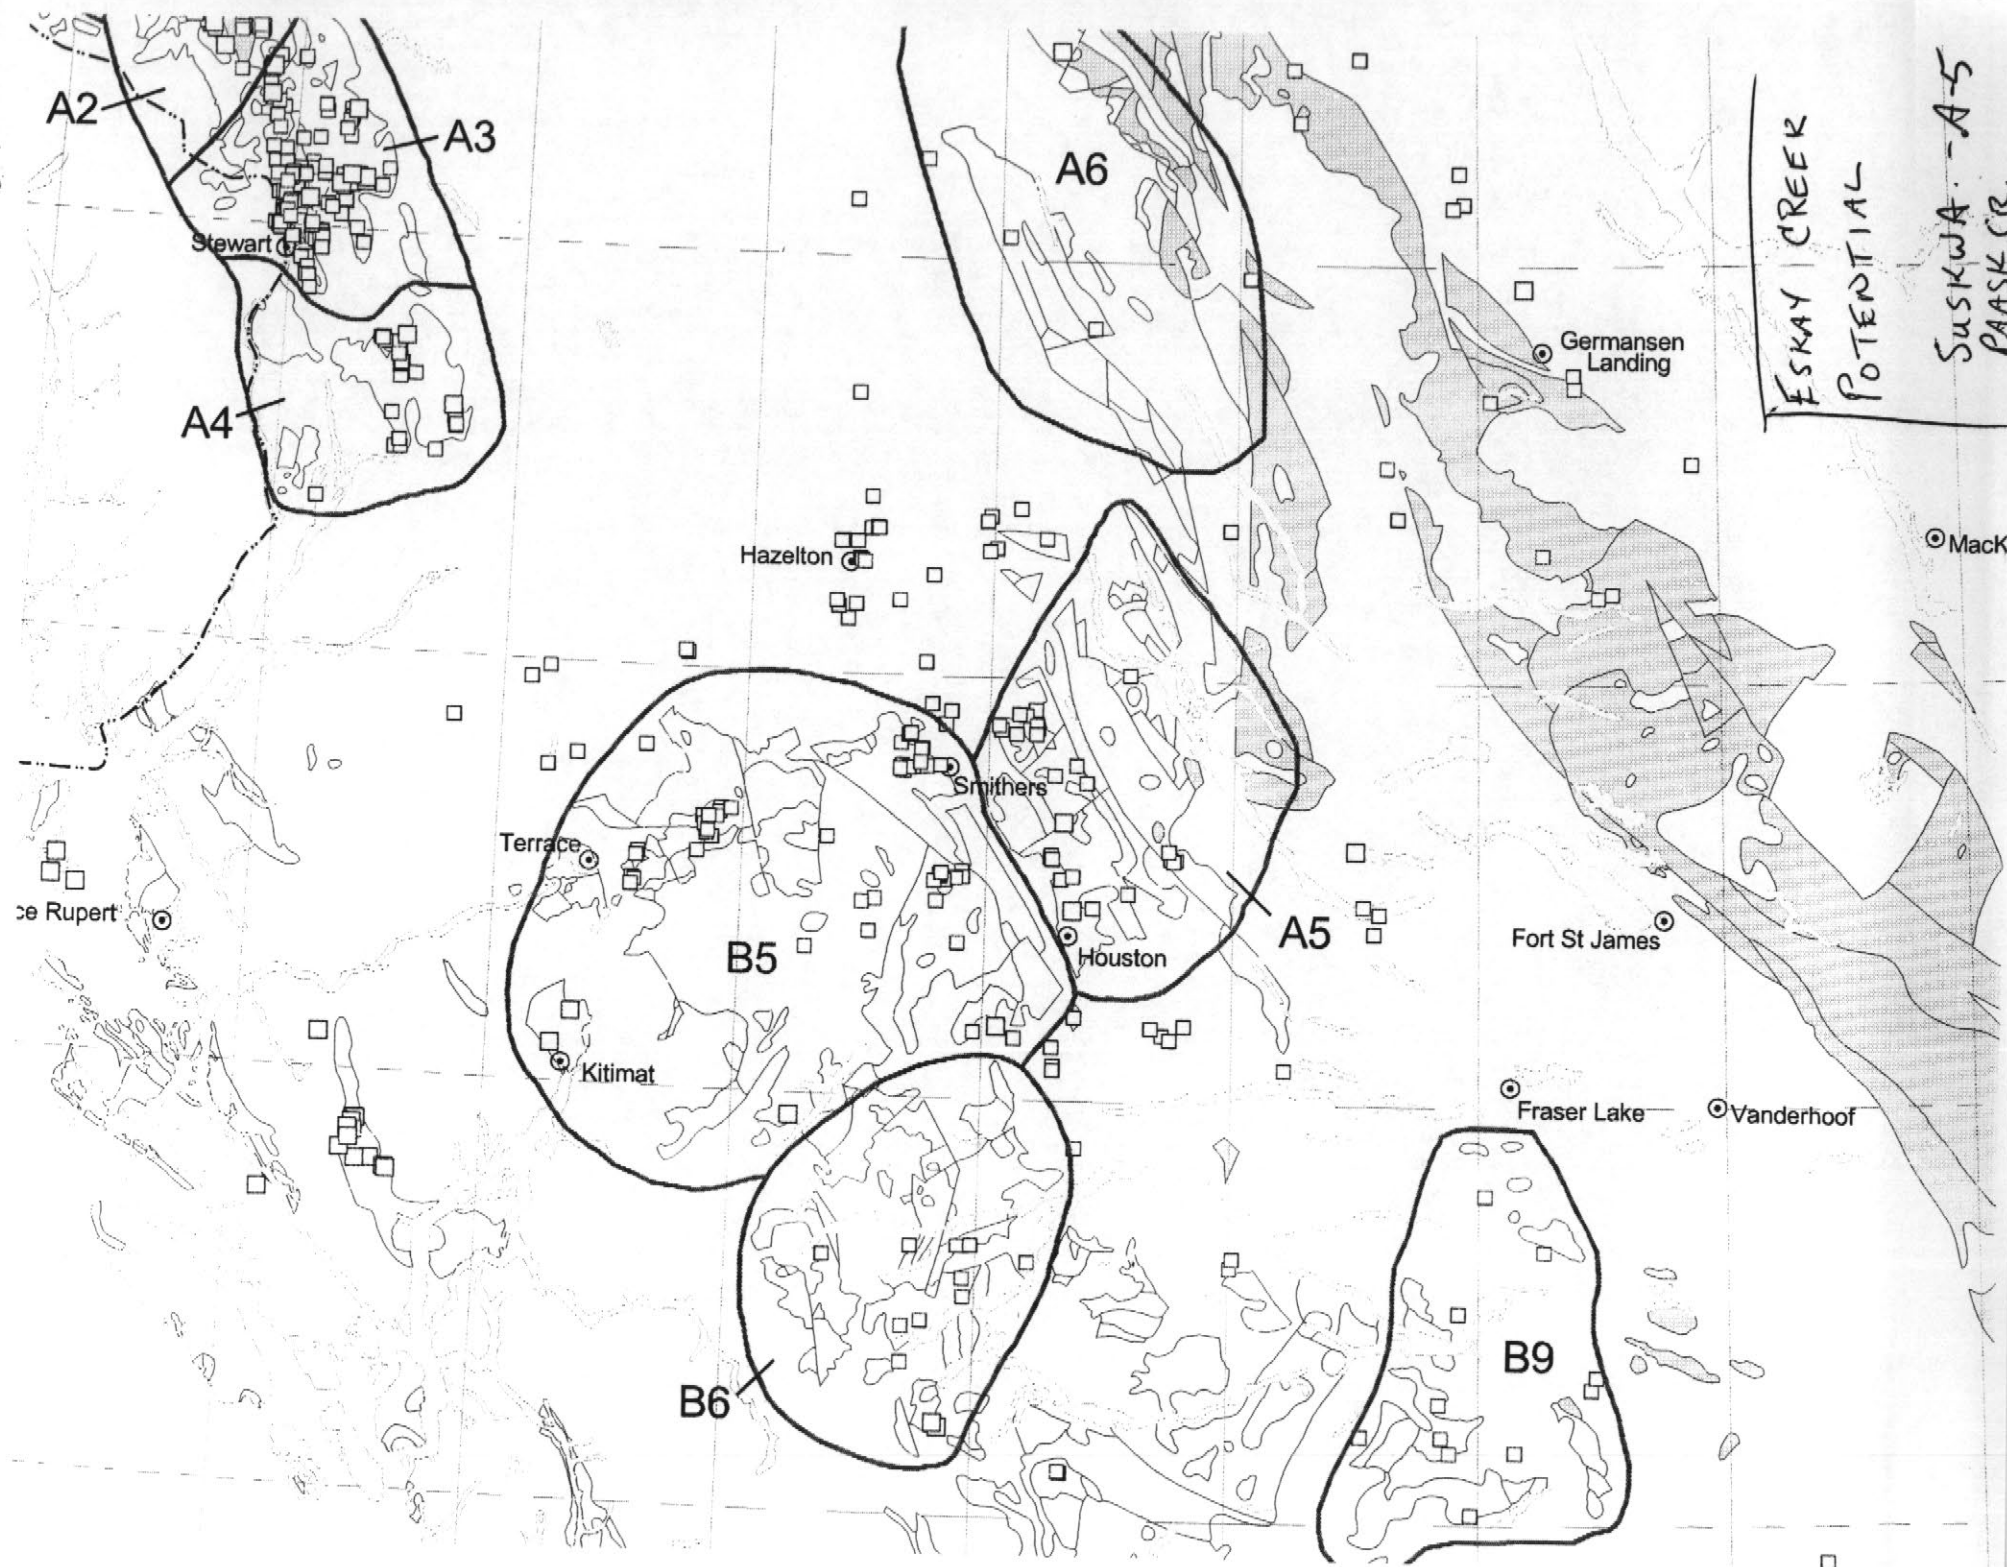 A2
A3
Stewart
A4
A6
Germansen
Landing
ESKAY CREEK
POTENTIAL
SUSKWA - A-5
Hazelton
MacK
Smithers
Terrace
ce Rupert
B5
Houston
A5
Fort St James
Kitimat
Fraser Lake
Vanderhoof
B6
B9